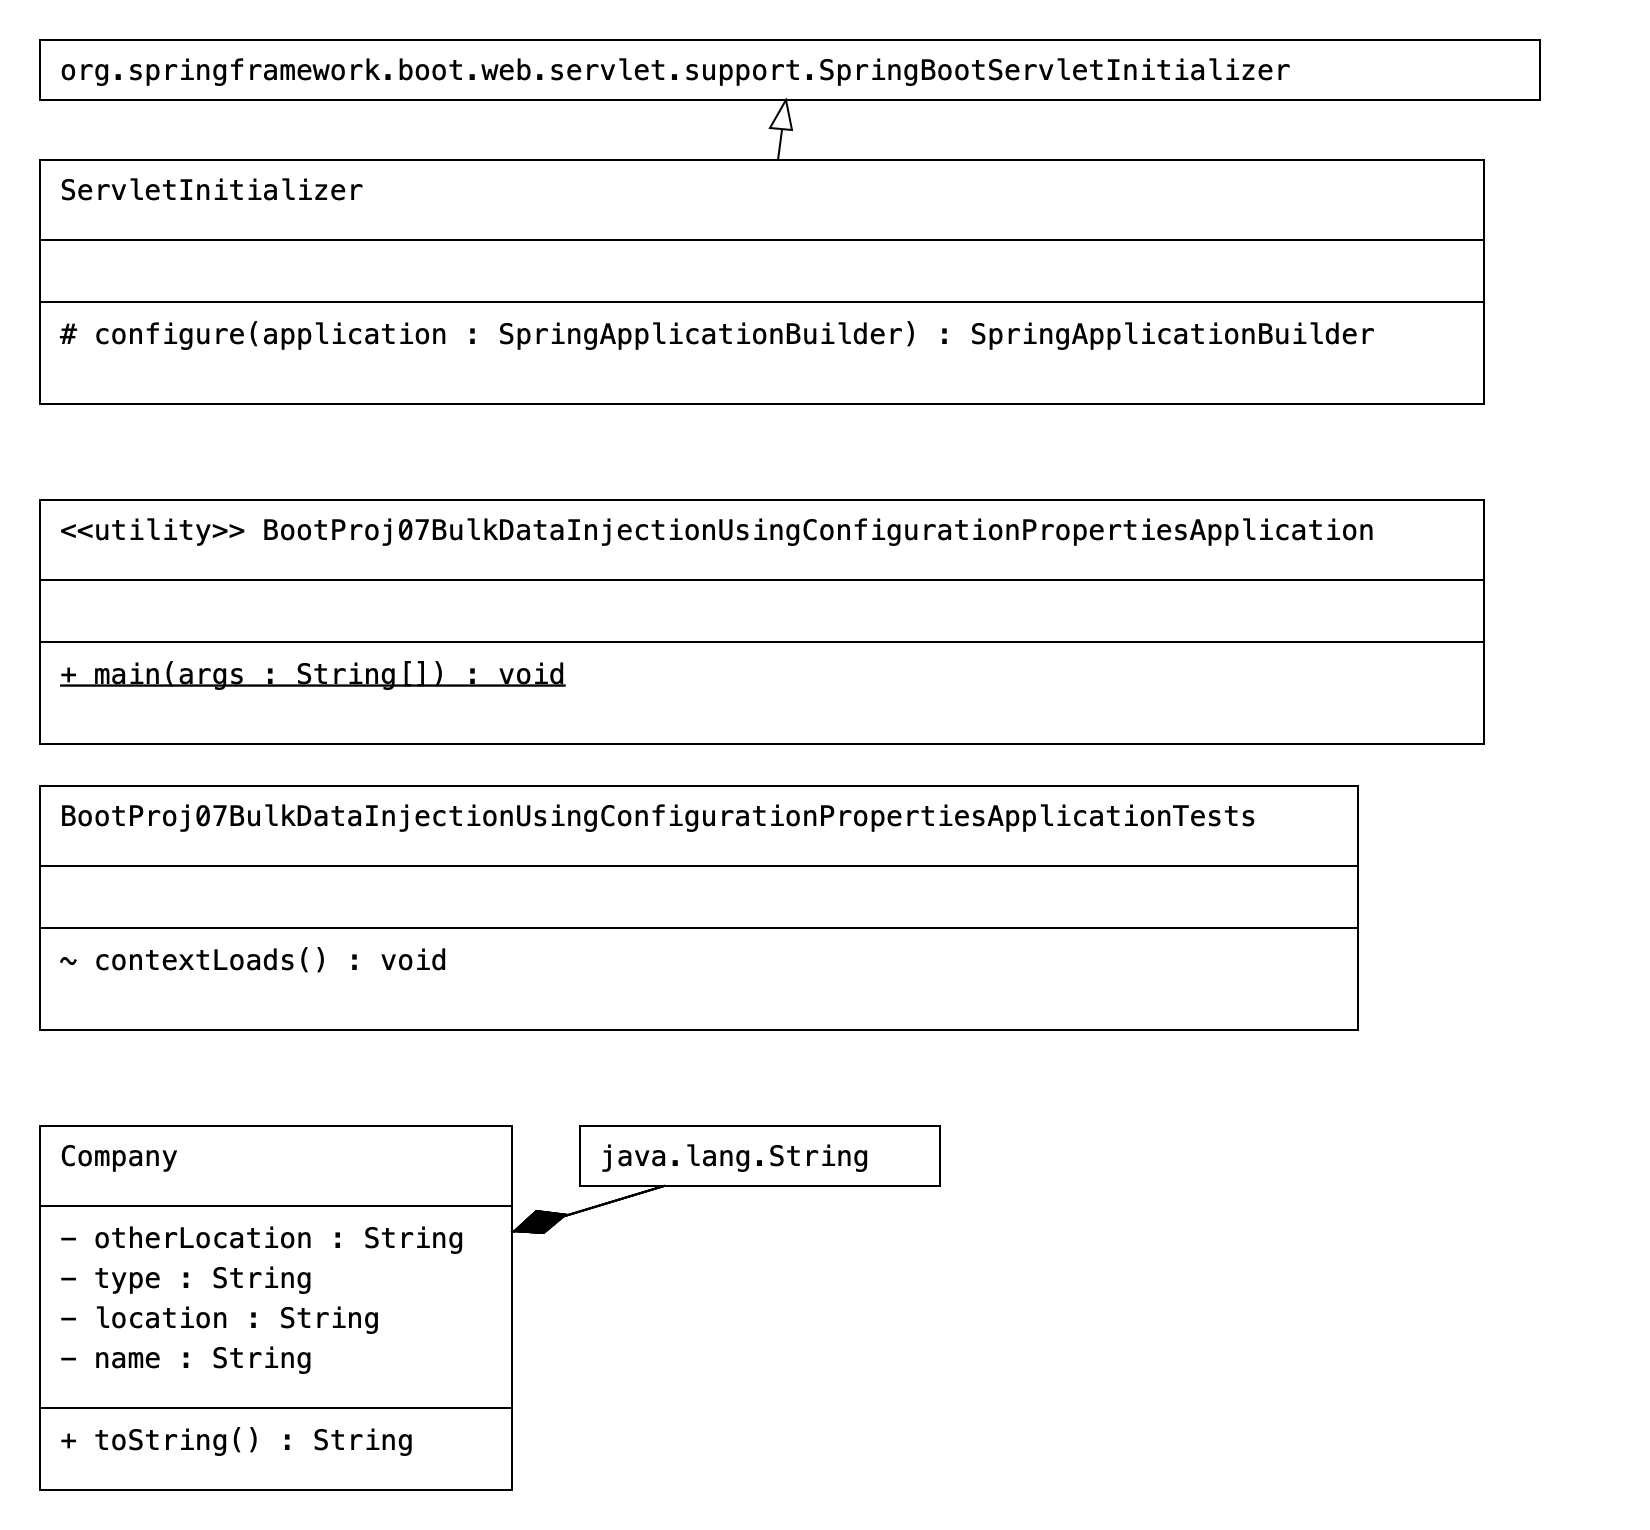 org.springframework.boot.web.servlet.support.SpringBootServletInitializer
ServletInitializer
# configure(application : SpringApplicationBuilder) : SpringApplicationBuilder
<<utility>> BootProj07BulkDataInjectionUsingConfigurationPropertiesApplication
+ main(args : String[]) : void
BootProj07BulkDataInjectionUsingConfigurationPropertiesApplicationTests
~ contextLoads() : void
Company
java.lang.String
- otherLocation : String
- type : String
- location : String
- name : String
+ toString() : String